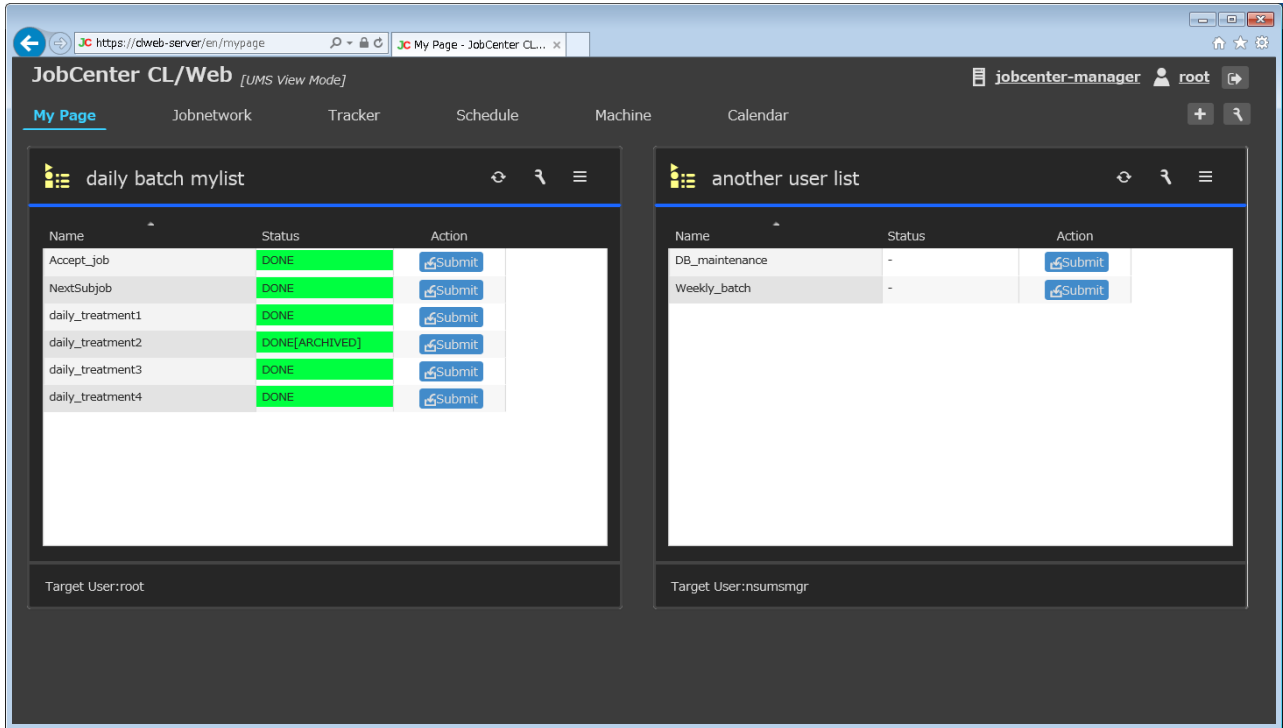 https://clweb-server/en/mypage
JC My Page - JobCenter CL...
JobCenter CL/Web [UMS View Mode]
jobcenter-manager root
My Page Jobnetwork Tracker Schedule Machine Calendar
daily batch mylist
Name Status Action
Accept_job DONE Submit
NextSubjob DONE Submit
daily_treatment1 DONE Submit
daily_treatment2 DONE[ARCHIVED] Submit
daily_treatment3 DONE Submit
daily_treatment4 DONE Submit
Target User:root
another user list
Name Status Action
DB_maintenance - Submit
Weekly_batch - Submit
Target User:nsumsmgr